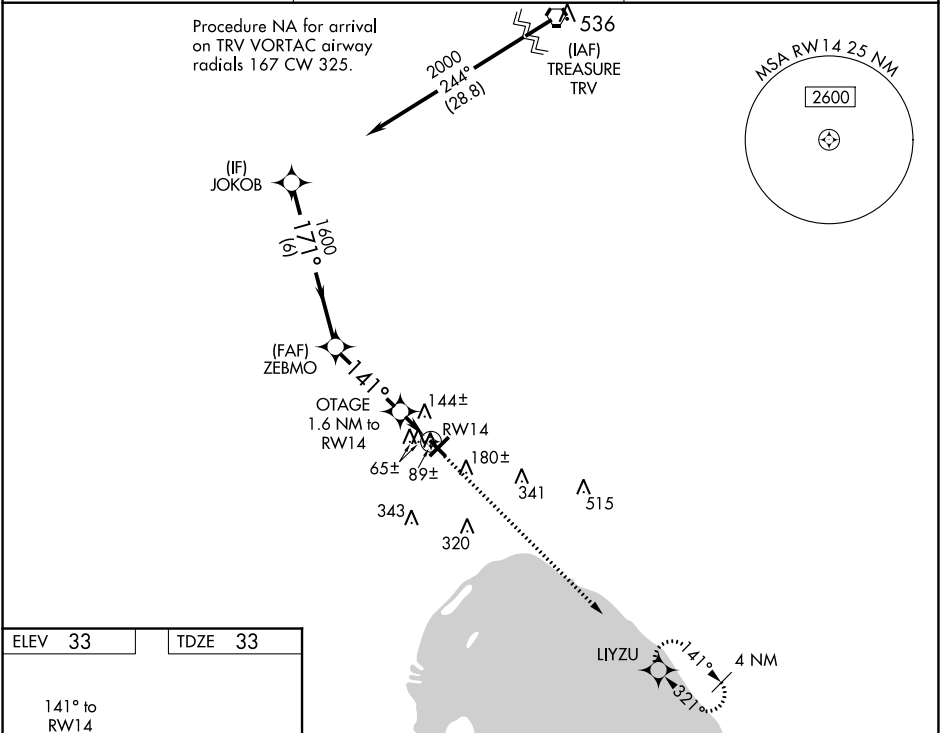 Procedure NA for arrival
on TRV VORTAC airway
radials 167 CW 325.
536
(IAF)
TREASURE
TRV
2000
244°
(28.8)
MSA RW14 25 NM
2600
(IF)
JOKOB
1600
171°
(6)
(FAF)
ZEBMO
141°
OTAGE
1.6 NM to
RW14
144±
RW14
65±
89±
180±
341
515
343
320
LIYZU
141°
4 NM
321°
ELEV 33
TDZE 33
141° to
RW14